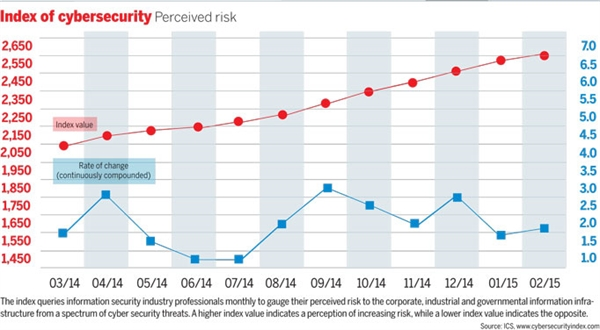 Index of cybersecurity Perceived risk
2,650 7.0
2,550 6.5
2,450 6.0
2,350 5.5
2,250 5.0
2,150 4.5
2,050 4.0
1,950 3.5
1,850 3.0
1,750 2.5
1,650 2.0
1,550 1.5
1,450 1.0
Index value
Rate of change
(continuously compounded)
03/14 04/14 05/14 06/14 07/14 08/14 09/14 10/14 11/14 12/14 01/15 02/15
The index queries information security industry professionals monthly to gauge their perceived risk to the corporate, industrial and governmental information infra-
structure from a spectrum of cyber security threats. A higher index value indicates a perception of increasing risk, while a lower index value indicates the opposite.
Source: ICS, www.cybersecurityindex.com